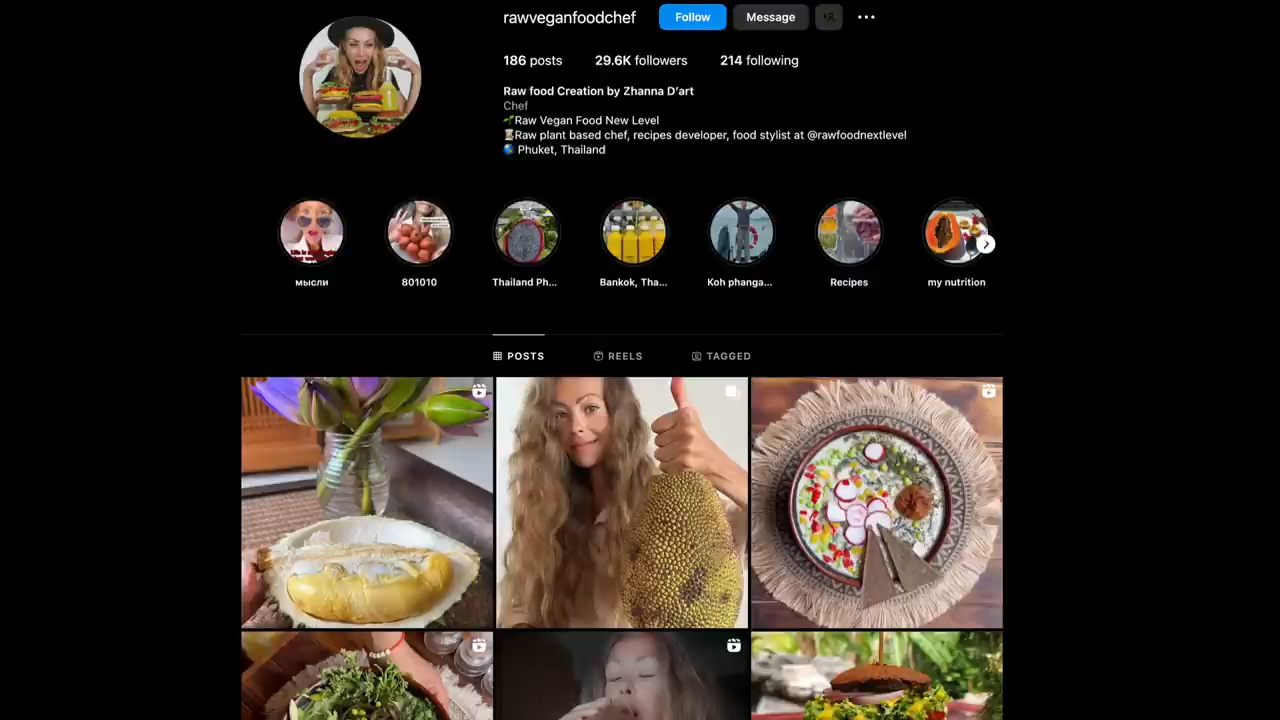 rawveganfoodchef
Follow
Message
186 posts
29.6K followers
214 following
Raw food Creation by Zhanna D’art
Chef
🌱Raw Vegan Food New Level
📜Raw plant based chef, recipes developer, food stylist at @rawfoodnextlevel
🌎 Phuket, Thailand
мысли
801010
Thailand Ph...
Bankok, Tha...
Koh phanga...
Recipes
my nutrition
POSTS
REELS
TAGGED